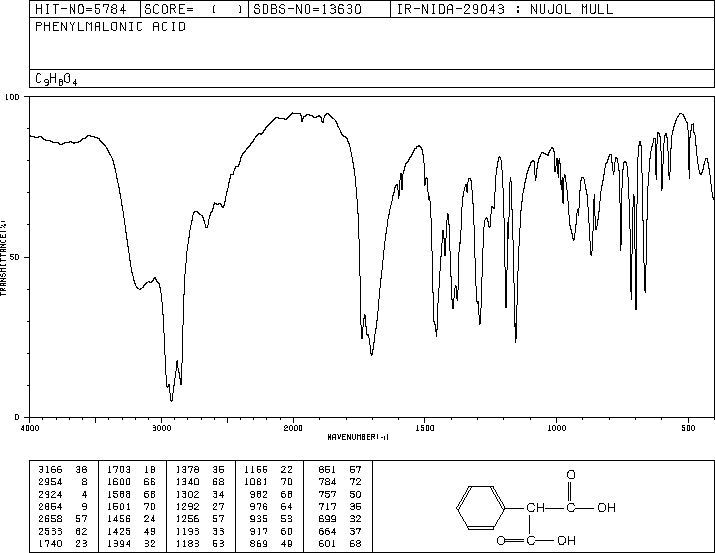 HIT-NO=5784 SCORE= ( ) SDBS-NO=13630 IR-NIDA-29043 : NUJOL MULL
PHENYLMALONIC ACID
C9H8O4
100
50
0
TRANSMITTANCE(%)
4000 3000 2000 1500 1000 500
WAVENUMBER(-1)
3166 38 1703 18 1378 35 1155 22 851 57
2954 8 1600 66 1340 68 1081 70 784 72
2924 4 1588 68 1302 34 982 68 757 50
2854 9 1501 70 1292 27 976 64 717 35
2658 57 1456 24 1256 57 935 53 699 32
62 1425 49 1193 33 917 60 664 37
1740 23 1394 32 1183 53 869 49 601 68
O
CH C OH
C OH
O